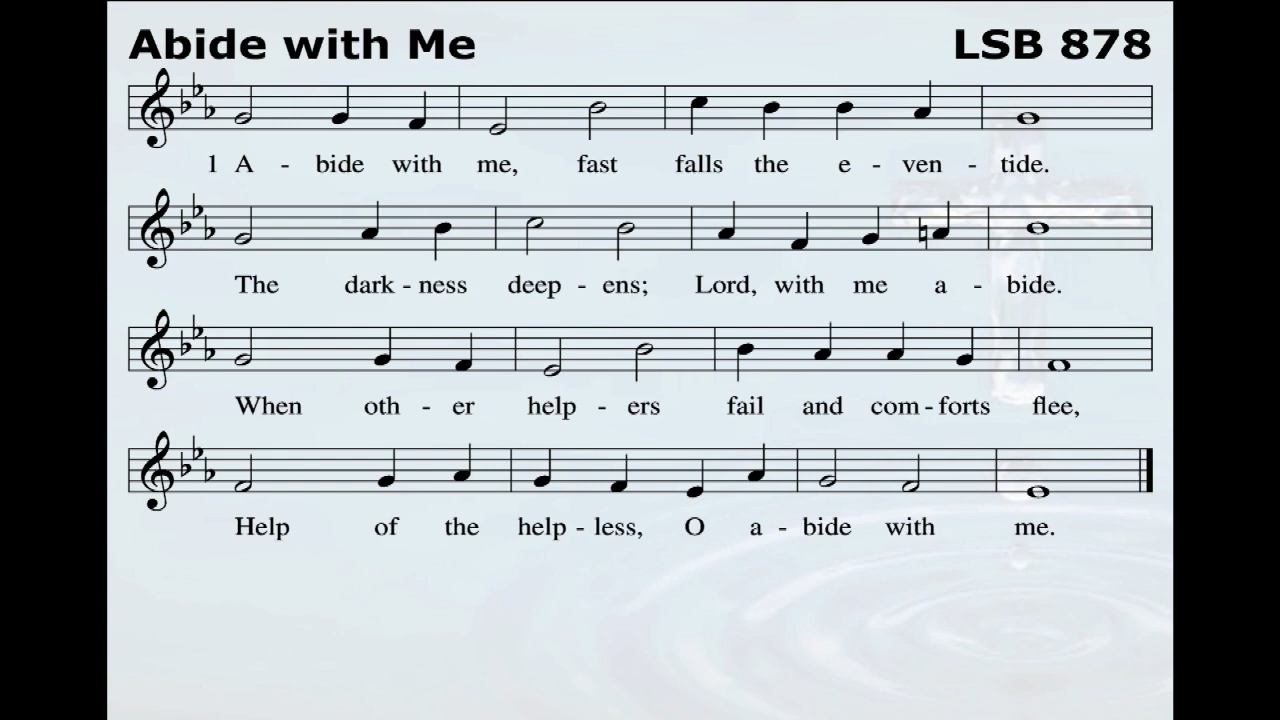 Abide with Me LSB 878
1 A - bide with me, fast falls the e - ven - tide.
The dark - ness deep - ens; Lord, with me a - bide.
When oth - er help - ers fail and com - forts flee,
Help of the help - less, O a - bide with me.